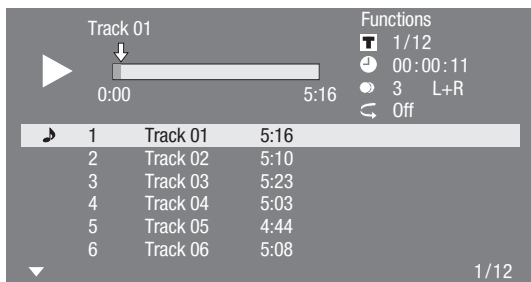 Track 01
0:00 5:16
Functions
T 1/12
00:00:11
3 L+R
Off
1 Track 01 5:16
2 Track 02 5:10
3 Track 03 5:23
4 Track 04 5:03
5 Track 05 4:44
6 Track 06 5:08
1/12